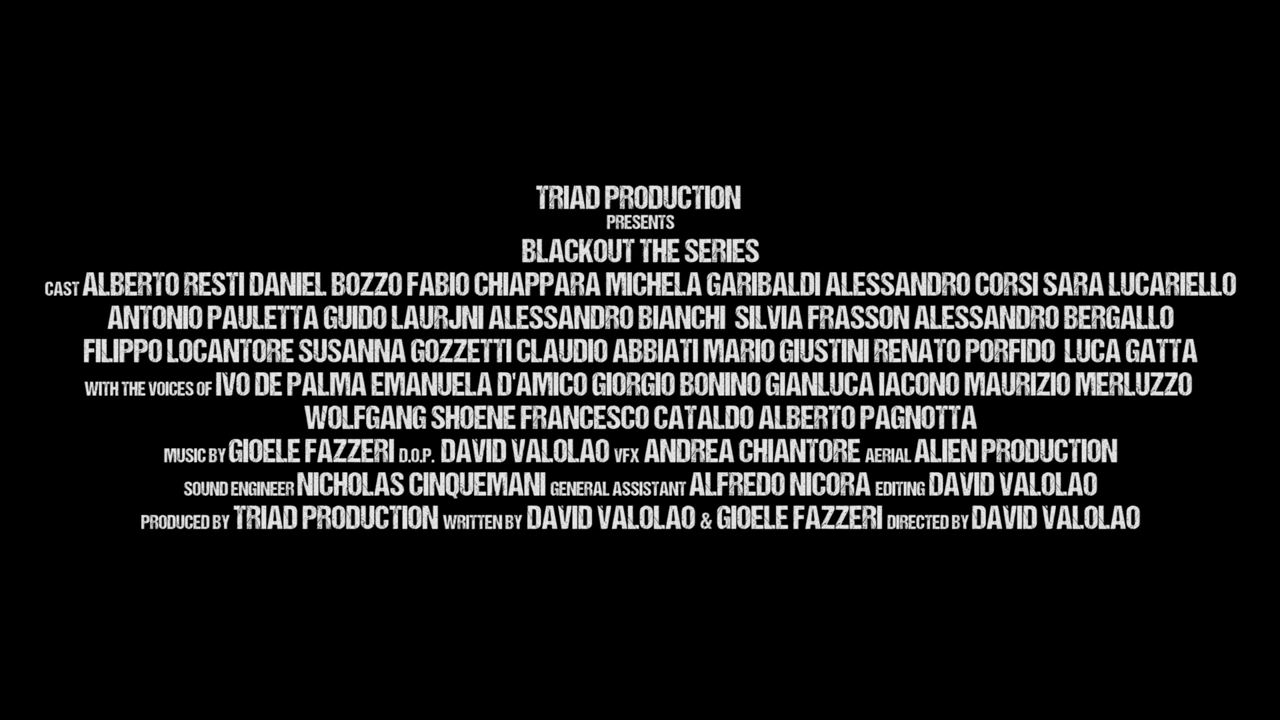 TRIAD PRODUCTION
PRESENTS
BLACKOUT THE SERIES
CAST ALBERTO RESTI DANIEL BOZZO FABIO CHIAPPARA MICHELA GARIBALDI ALESSANDRO CORSI SARA LUCARIELLO
ANTONIO PAULETTA GUIDO LAURJNI ALESSANDRO BIANCHI SILVIA FRASSON ALESSANDRO BERGALLO
FILIPPO LOCANTORE SUSANNA GOZZETTI CLAUDIO ABBIATI MARIO GIUSTINI RENATO PORFIDO LUCA GATTA
WITH THE VOICES OF IVO DE PALMA EMANUELA D'AMICO GIORGIO BONINO GIANLUCA IACONO MAURIZIO MERLUZZO
WOLFGANG SHOENE FRANCESCO CATALDO ALBERTO PAGNOTTA
MUSIC BY GIOELE FAZZERI D.O.P. DAVID VALOLAO VFX ANDREA CHIANTORE AERIAL ALIEN PRODUCTION
SOUND ENGINEER NICHOLAS CINQUEMANI GENERAL ASSISTANT ALFREDO NICORA EDITING DAVID VALOLAO
PRODUCED BY TRIAD PRODUCTION WRITTEN BY DAVID VALOLAO & GIOELE FAZZERI DIRECTED BY DAVID VALOLAO